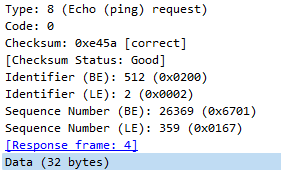 Type: 8 (Echo (ping) request)
Code: 0
Checksum: 0xe45a [correct]
[Checksum Status: Good]
Identifier (BE): 512 (0x0200)
Identifier (LE): 2 (0x0002)
Sequence Number (BE): 26369 (0x6701)
Sequence Number (LE): 359 (0x0167)
[Response frame: 4]
Data (32 bytes)